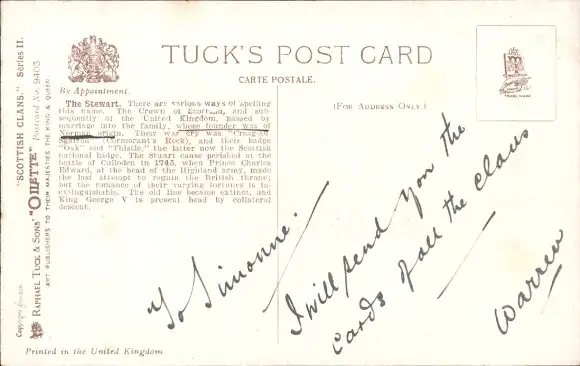 "SCOTTISH CLANS." Series II.
"OILETTE" Postcard No. 9403
RAPHAEL TUCK & SONS'
ART PUBLISHERS TO THEIR MAJESTIES THE KING & QUEEN
TUCK'S POST CARD
CARTE POSTALE.
(FOR ADDRESS ONLY.)
By Appointment.
The Stewart. There are various ways of spelling
this name. The Crown of Scotland, and sub-
sequently of the United Kingdom, passed by
marriage into the family, whose founder was of
Norman origin. Their war cry was "Creag-an-
Sgairbh" (Cormorant's Rock), and their badge
"Oak" and "Thistle," the latter now the Scottish
national badge. The Stuart cause perished at the
battle of Culloden in 1745, when Prince Charles
Edward, at the head of the Highland army, made
the last attempt to regain the British throne;
but the romance of their varying fortunes is in-
extinguishable. The old line became extinct, and
King George V is present head by collateral
descent.
TRADE MARK
To Simonne.
I will send you the
cards of all the clans
Warren
Printed in the United Kingdom